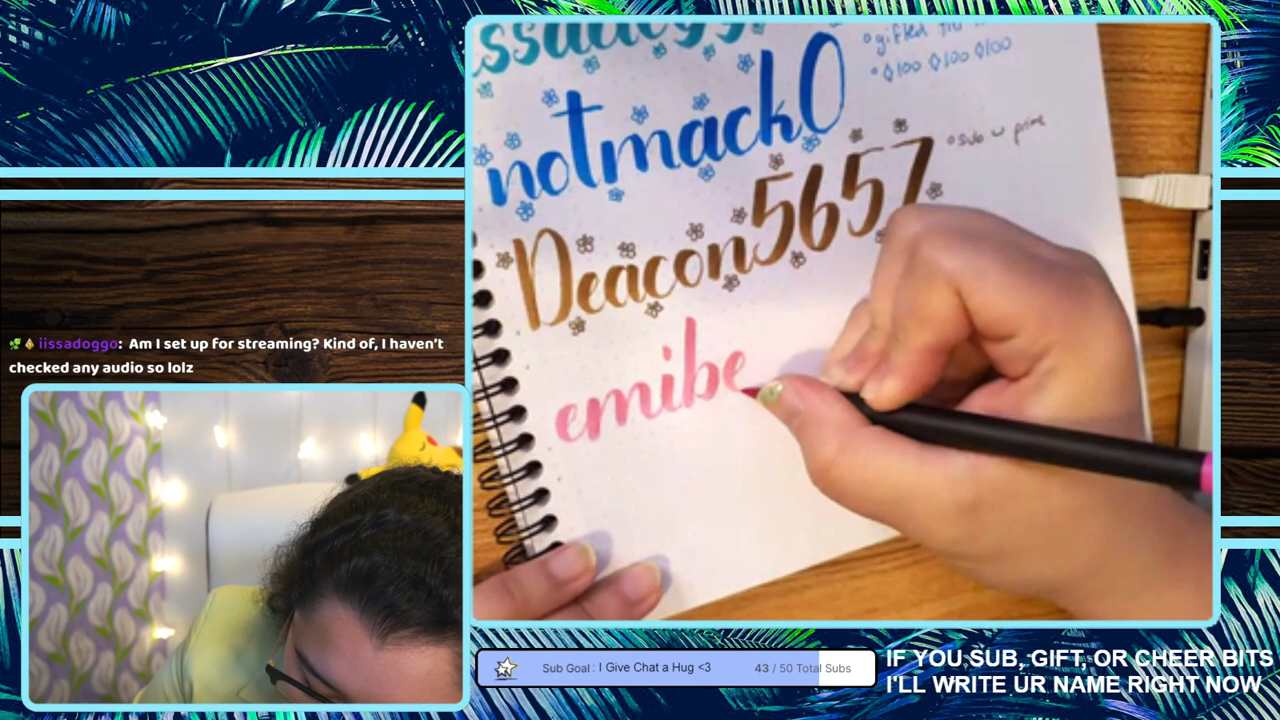 ssadoggo
°gifted
°◊100 ◊100 ◊100
notmack0
°sub w prime
Deacon5657
emibe
iissadoggo: Am I set up for streaming? Kind of, I haven't
checked any audio so lolz
Sub Goal: I Give Chat a Hug <3 43 / 50 Total Subs
IF YOU SUB, GIFT, OR CHEER BITS
I'LL WRITE UR NAME RIGHT NOW